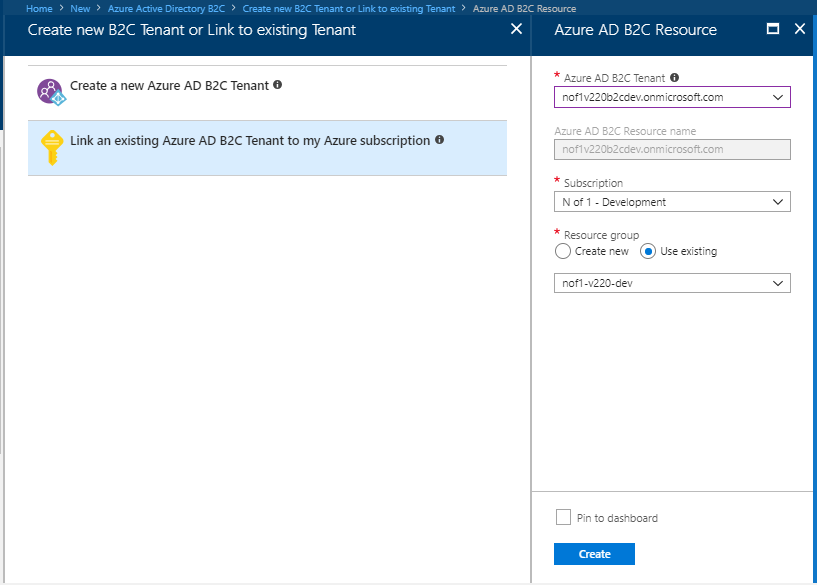 Home > New > Azure Active Directory B2C > Create new B2C Tenant or Link to existing Tenant > Azure AD B2C Resource
Create new B2C Tenant or Link to existing Tenant
Create a new Azure AD B2C Tenant
Link an existing Azure AD B2C Tenant to my Azure subscription
Azure AD B2C Resource
* Azure AD B2C Tenant
nof1v220b2cdev.onmicrosoft.com
Azure AD B2C Resource name
nof1v220b2cdev.onmicrosoft.com
* Subscription
N of 1 - Development
* Resource group
Create new Use existing
nof1-v220-dev
Pin to dashboard
Create